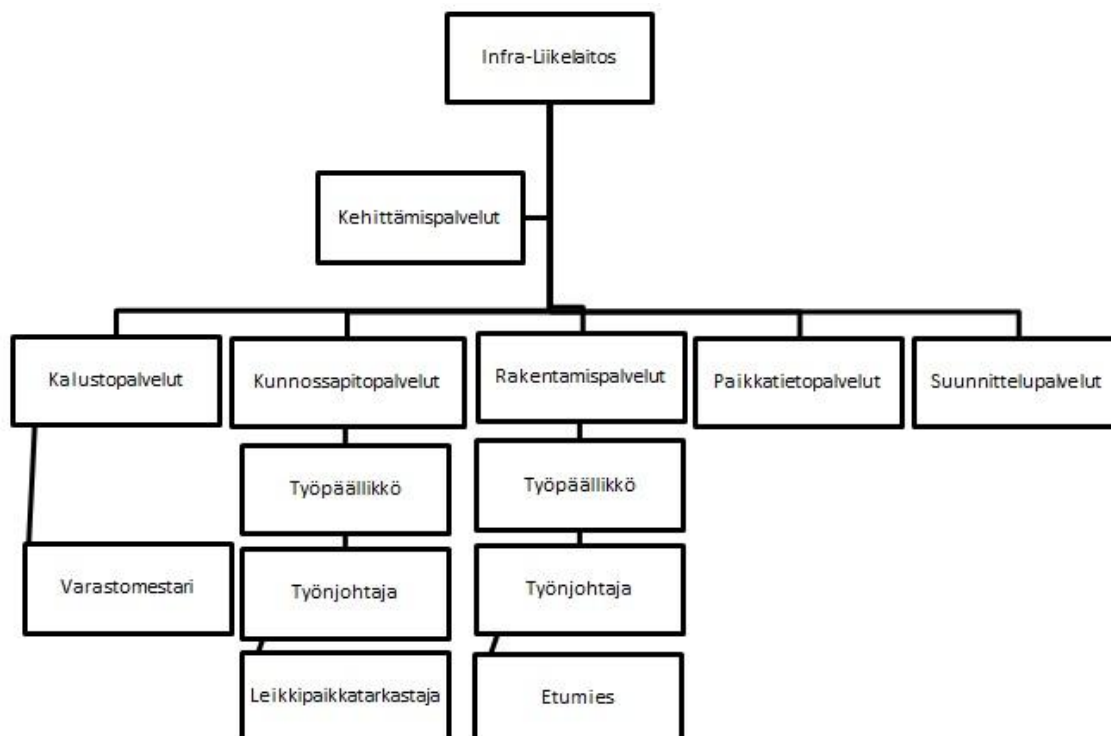 Infra-Liikelaitos
Kehittämispalvelut
Kalustopalvelut
Kunnossapitopalvelut
Rakentamispalvelut
Paikkatietopalvelut
Suunnittelupalvelut
Työpäällikkö
Työpäällikkö
Varastomestari
Työnjohtaja
Työnjohtaja
Leikkipaikkatarkastaja
Etumies